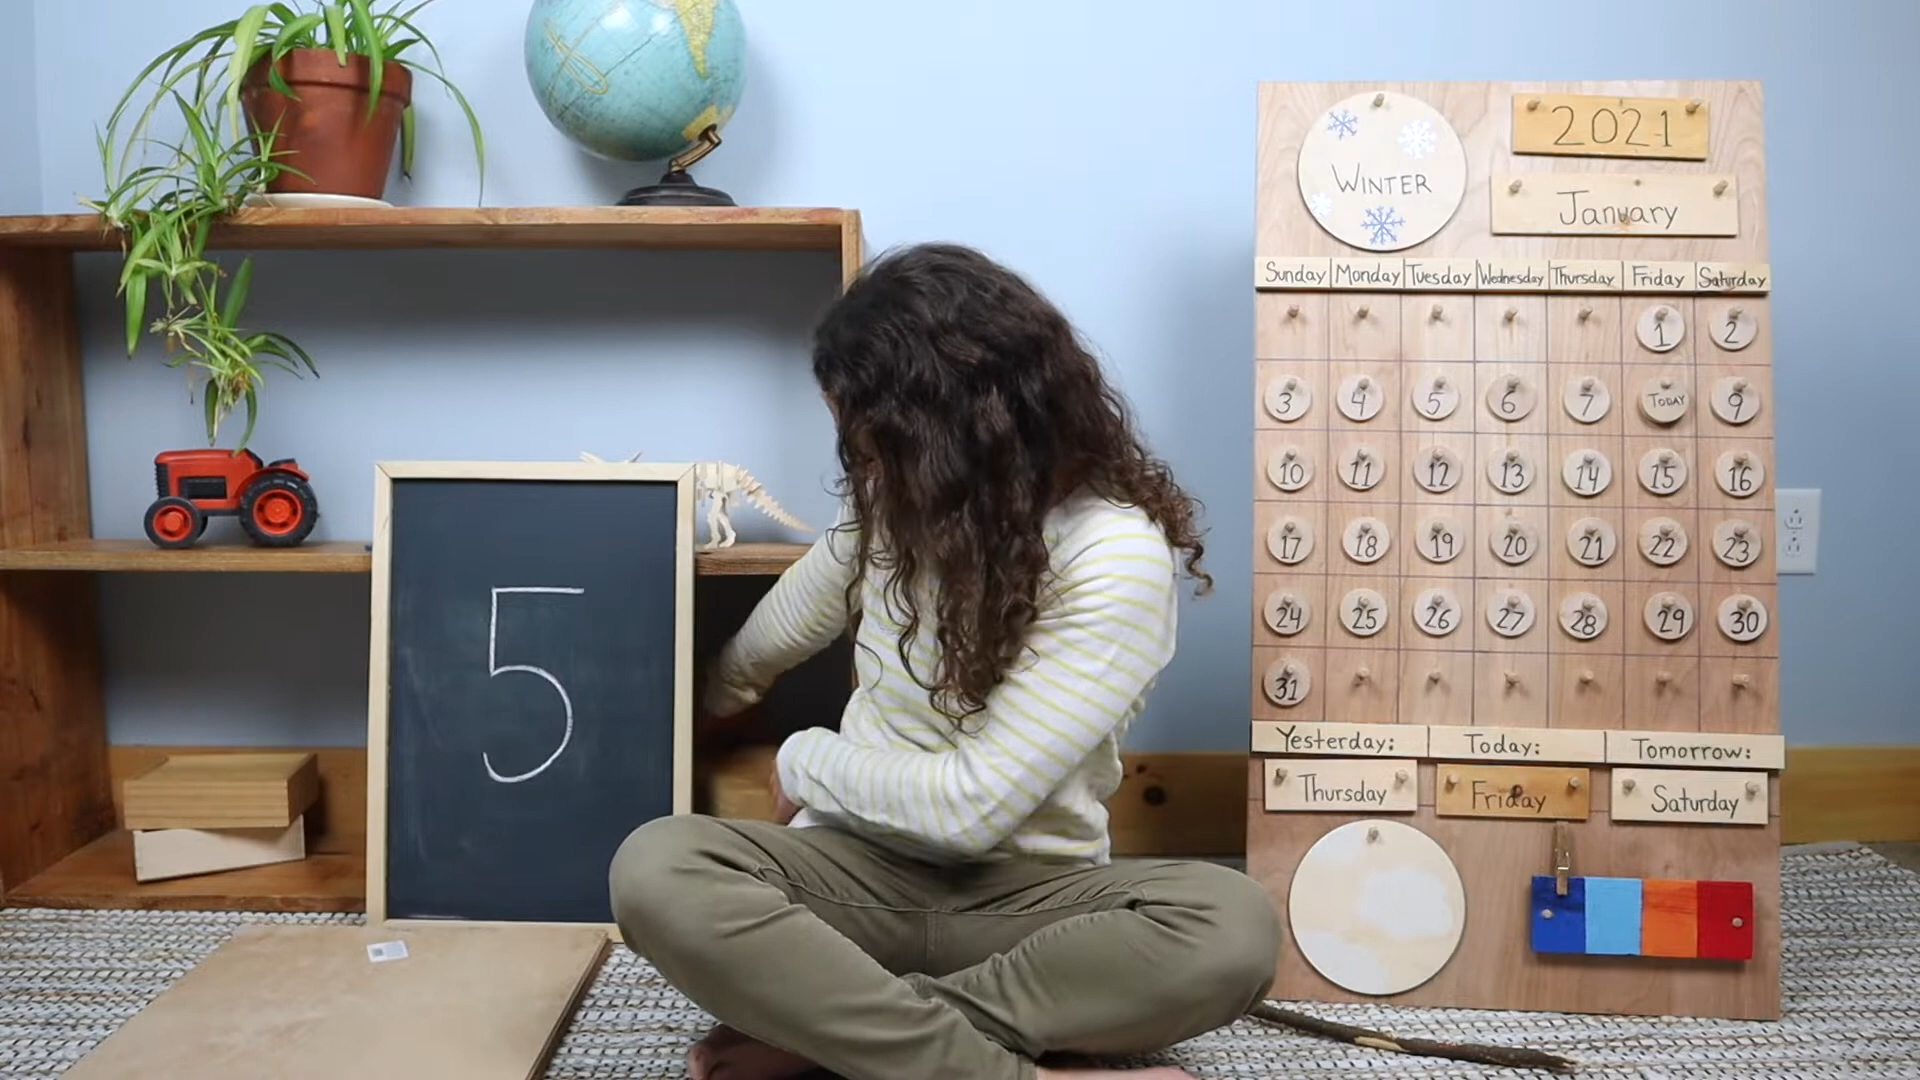 5
WINTER
2021
January
Sunday Monday Tuesday Wednesday Thursday Friday Saturday
1 2
3 4 5 6 7 TODAY 9
10 11 12 13 14 15 16
17 18 19 20 21 22 23
24 25 26 27 28 29 30
31
Yesterday: Today: Tomorrow:
Thursday Friday Saturday